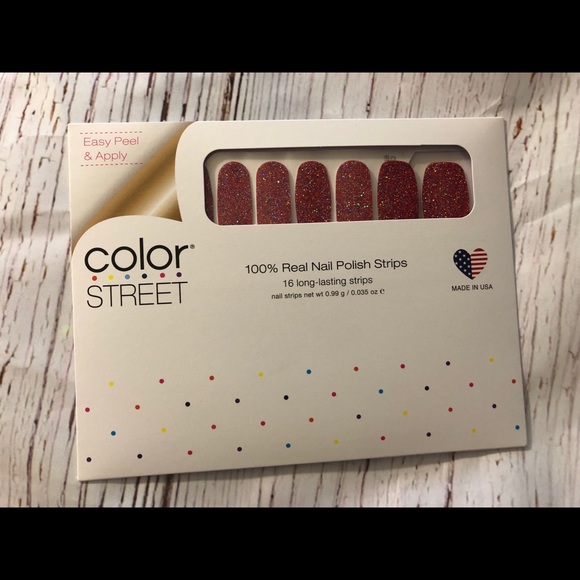 Easy Peel
& Apply
color®
STREET
100% Real Nail Polish Strips
16 long-lasting strips
nail strips net wt 0.99 g / 0.035 oz ℮
MADE IN USA